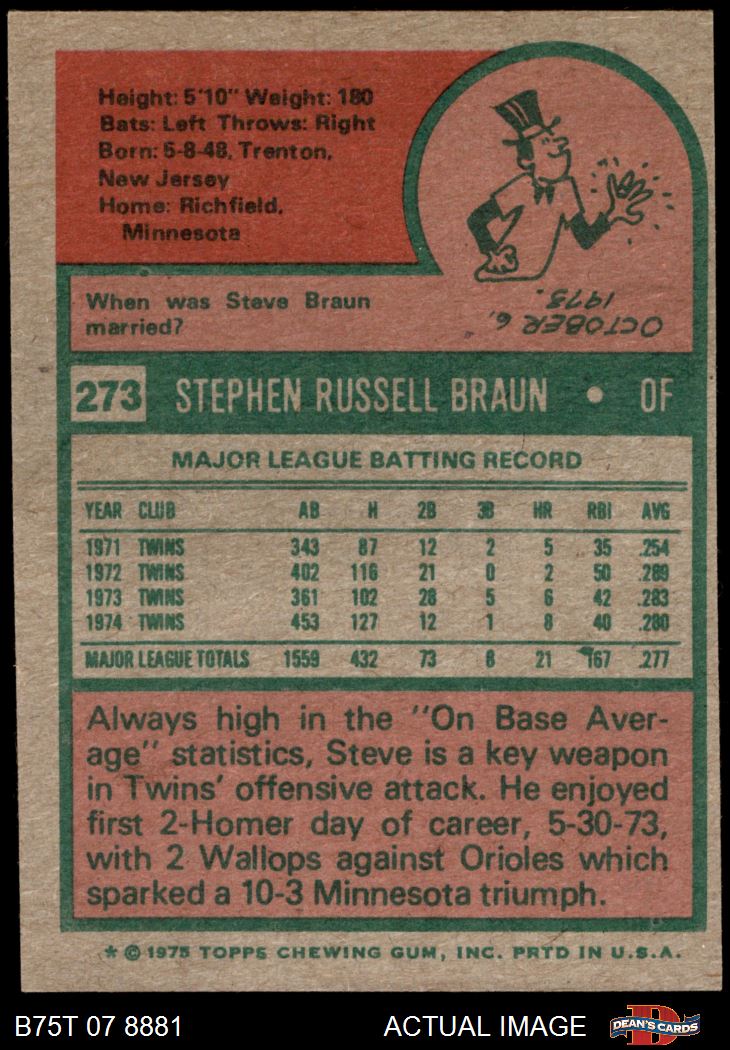 Height: 5'10" Weight: 180
Bats: Left Throws: Right
Born: 5-8-48, Trenton,
New Jersey
Home: Richfield,
Minnesota
When was Steve Braun
married?
OCTOBER 6,
1973.
273 STEPHEN RUSSELL BRAUN • OF
MAJOR LEAGUE BATTING RECORD
YEAR CLUB AB H 2B 3B HR RBI AVG
1971 TWINS 343 87 12 2 5 35 .254
1972 TWINS 402 116 21 0 2 50 .289
1973 TWINS 361 102 28 5 6 42 .283
1974 TWINS 453 127 12 1 8 40 .280
MAJOR LEAGUE TOTALS 1559 432 73 8 21 167 .277
Always high in the "On Base Aver-
age" statistics, Steve is a key weapon
in Twins' offensive attack. He enjoyed
first 2-Homer day of career, 5-30-73,
with 2 Wallops against Orioles which
sparked a 10-3 Minnesota triumph.
* © 1975 TOPPS CHEWING GUM, INC. PRTD IN U.S.A.
B75T 07 8881 ACTUAL IMAGE DEAN'S CARDS